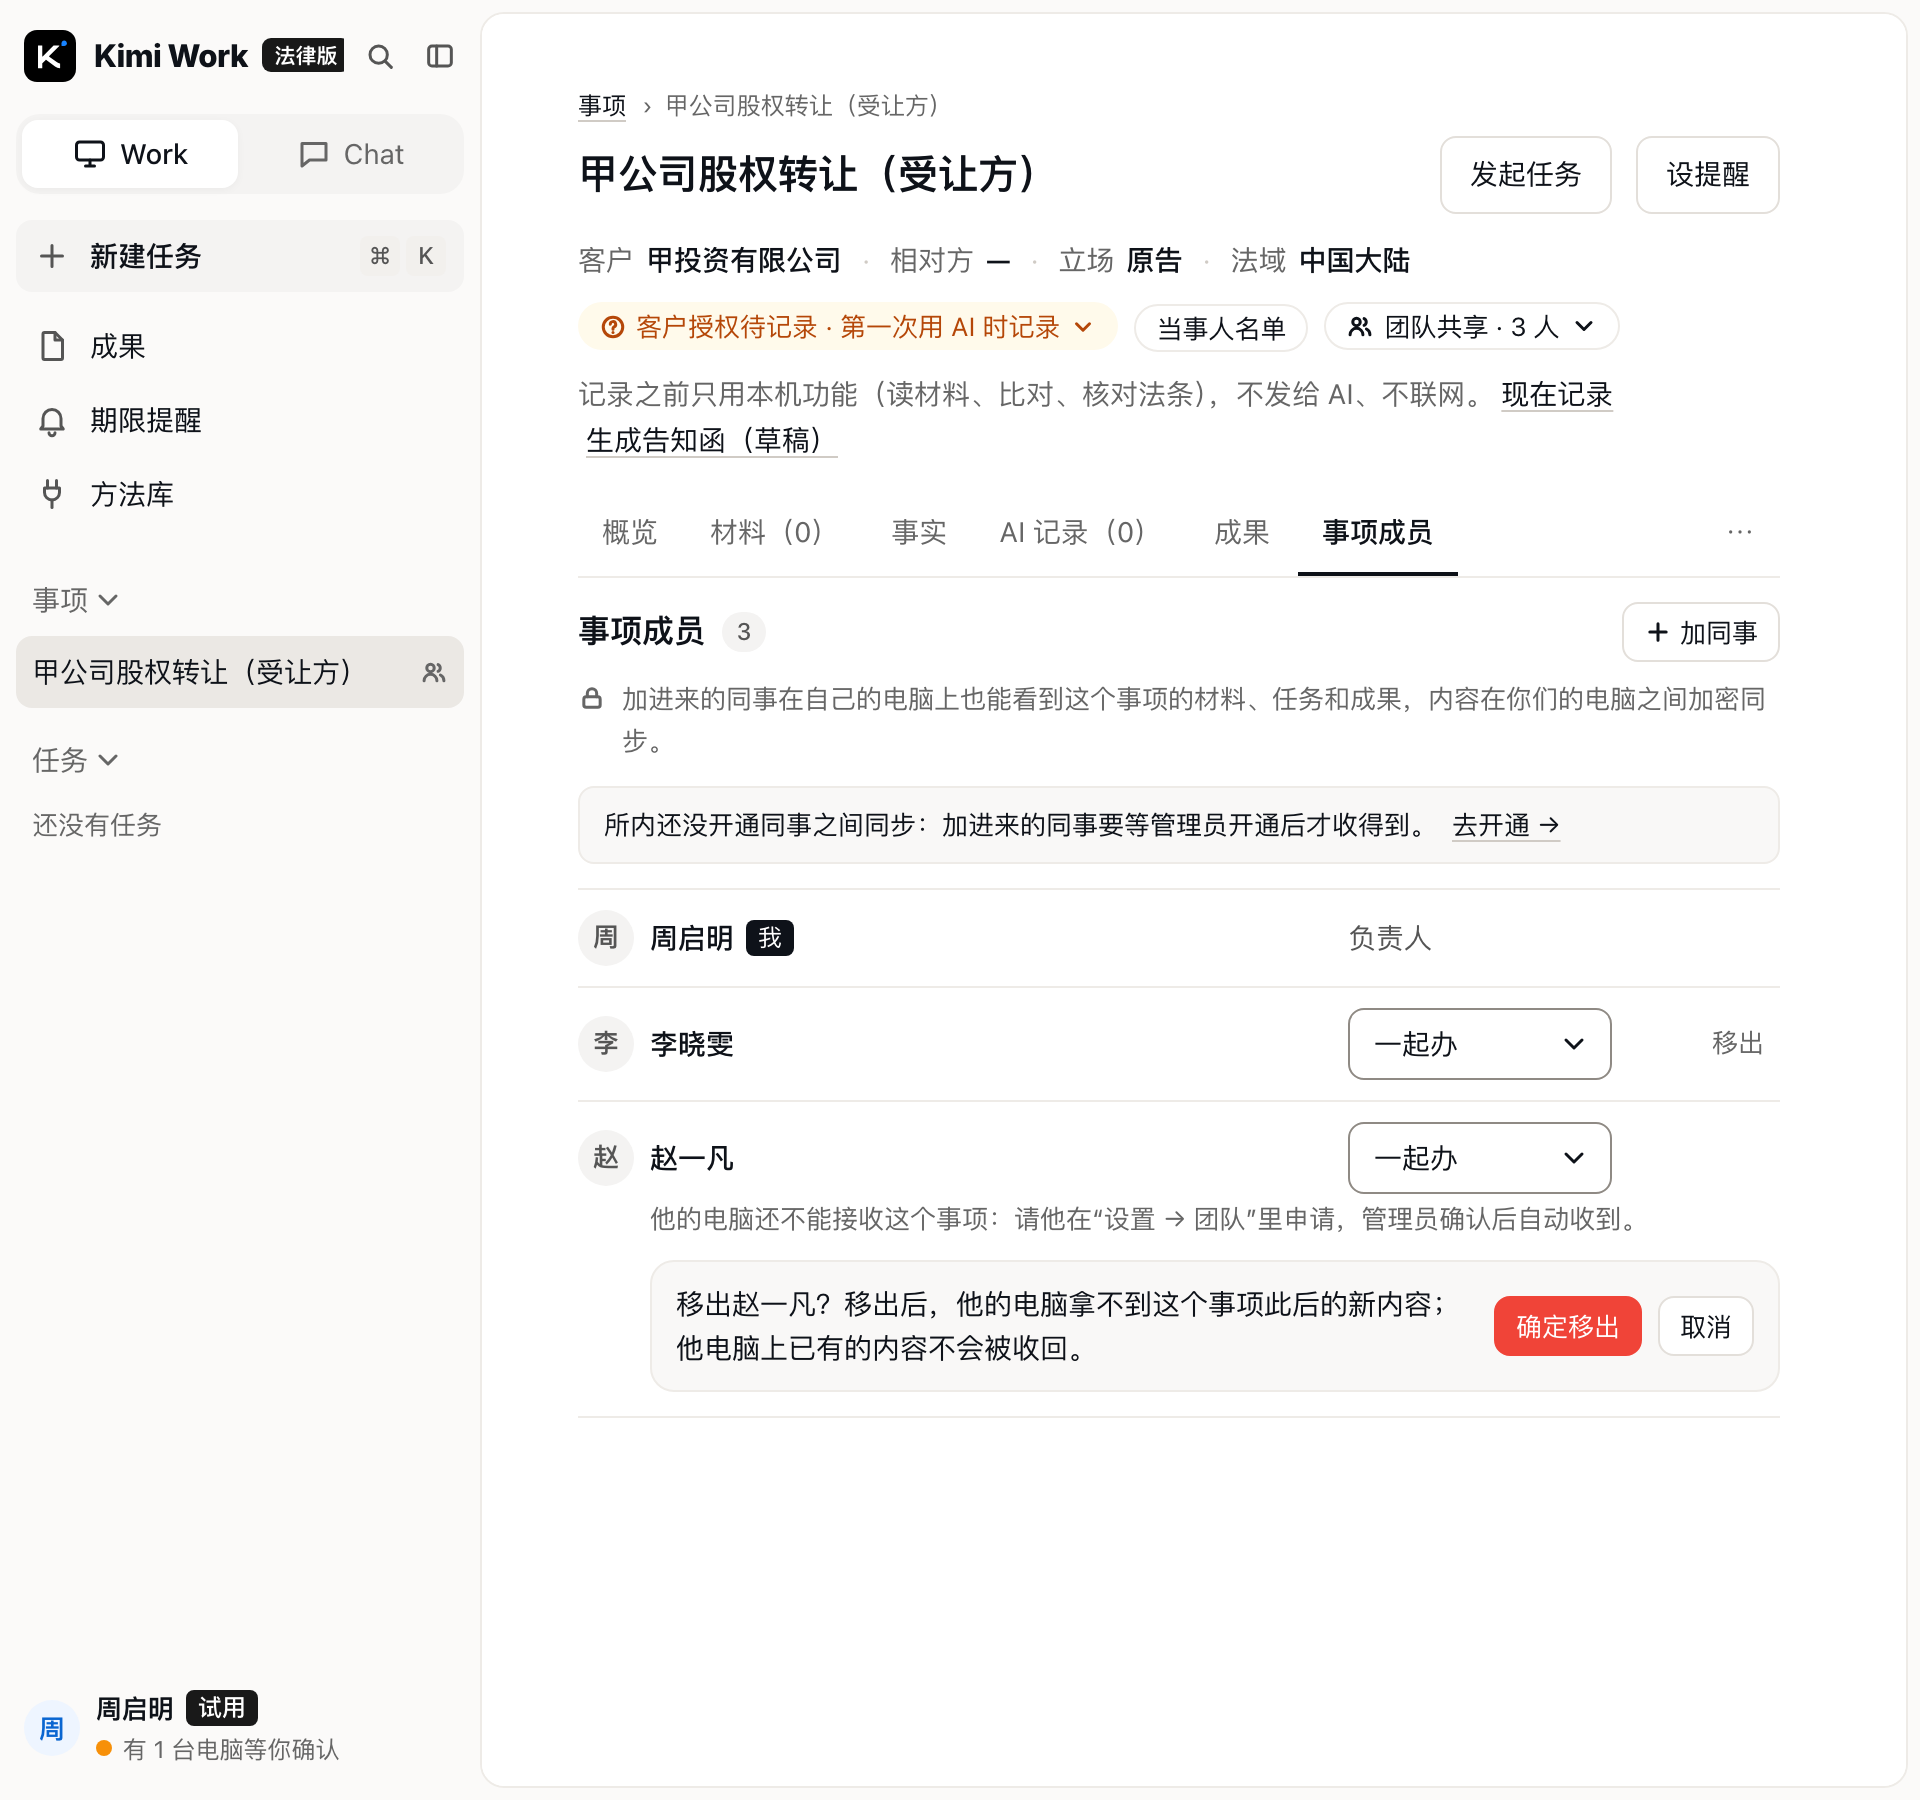 Kimi Work 法律版
Work
Chat
新建任务 ⌘ K
成果
期限提醒
方法库
事项
甲公司股权转让（受让方）
任务
还没有任务
周
周启明 试用
有 1 台电脑等你确认
事项 › 甲公司股权转让（受让方）
甲公司股权转让（受让方）
发起任务
设提醒
客户 甲投资有限公司 · 相对方 — · 立场 原告 · 法域 中国大陆
客户授权待记录 · 第一次用 AI 时记录
当事人名单
团队共享 · 3 人
记录之前只用本机功能（读材料、比对、核对法条），不发给 AI、不联网。 现在记录
生成告知函（草稿）
概览
材料（0）
事实
AI 记录（0）
成果
事项成员
···
事项成员 3
+ 加同事
加进来的同事在自己的电脑上也能看到这个事项的材料、任务和成果，内容在你们的电脑之间加密同
步。
所内还没开通同事之间同步：加进来的同事要等管理员开通后才收得到。 去开通 →
周 周启明 我 负责人
李 李晓雯 一起办 移出
赵 赵一凡 一起办
他的电脑还不能接收这个事项：请他在“设置 → 团队”里申请，管理员确认后自动收到。
移出赵一凡？移出后，他的电脑拿不到这个事项此后的新内容；
他电脑上已有的内容不会被收回。
确定移出
取消